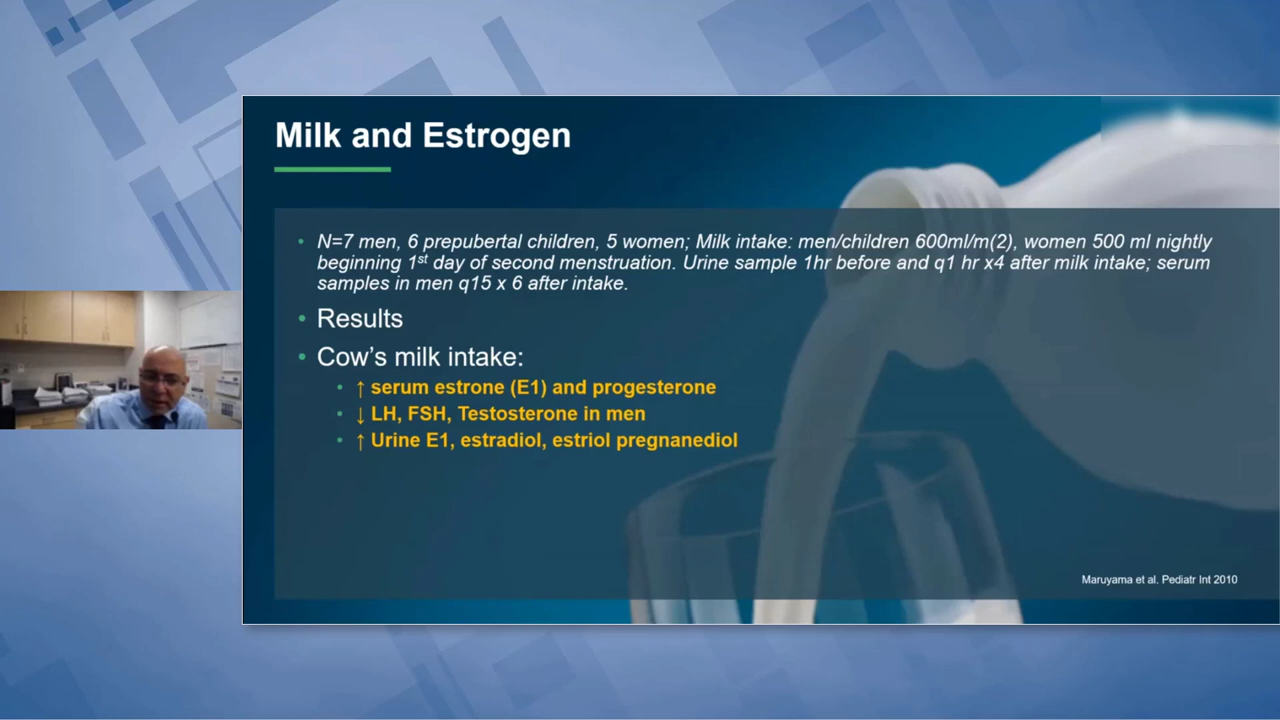 Milk and Estrogen
• N=7 men, 6 prepubertal children, 5 women; Milk intake: men/children 600ml/m(2), women 500 ml nightly
beginning 1st day of second menstruation. Urine sample 1hr before and q1 hr x4 after milk intake; serum
samples in men q15 x 6 after intake.
• Results
• Cow's milk intake:
• ↑ serum estrone (E1) and progesterone
• ↓ LH, FSH, Testosterone in men
• ↑ Urine E1, estradiol, estriol pregnanediol
Maruyama et al. Pediatr Int 2010